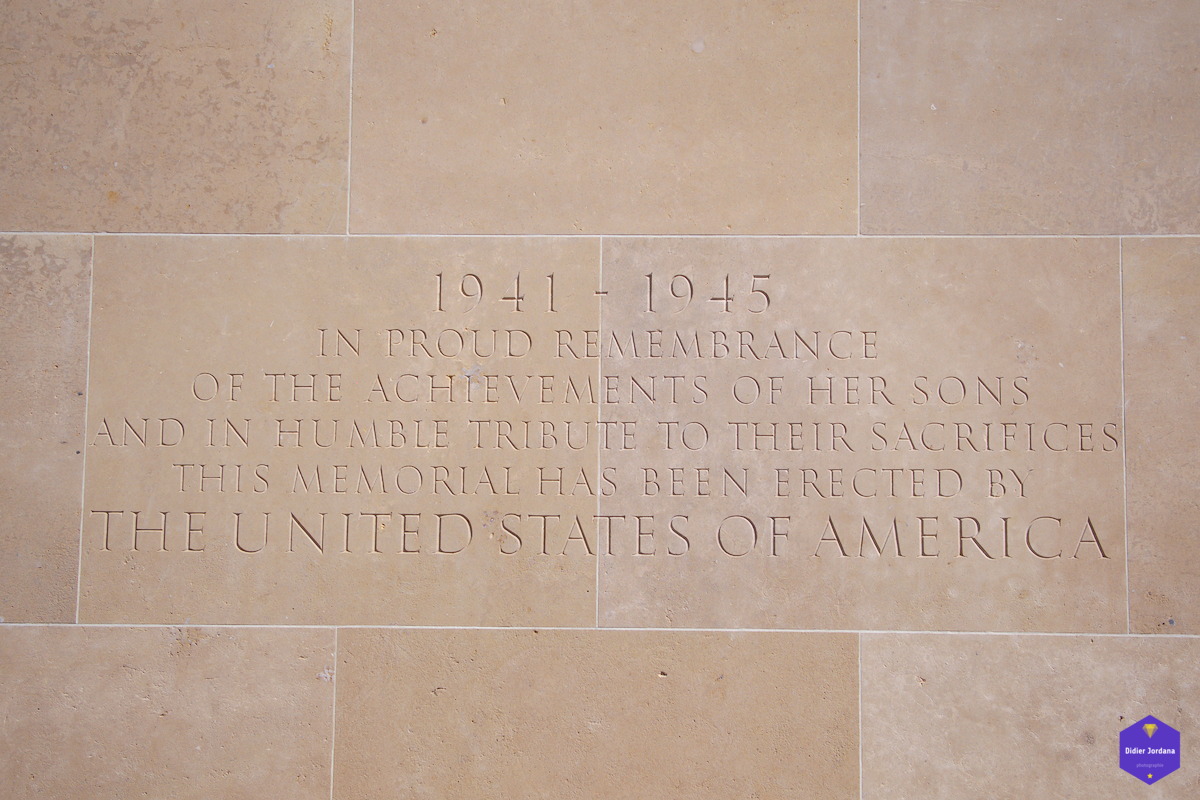 1941 - 1945
IN PROUD REMEMBRANCE
OF THE ACHIEVEMENTS OF HER SONS
AND IN HUMBLE TRIBUTE TO THEIR SACRIFICES
THIS MEMORIAL HAS BEEN ERECTED BY
THE UNITED STATES OF AMERICA
Didier Jordana
photographie